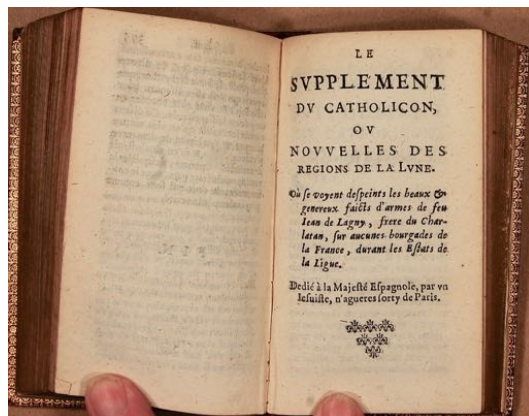 LE
SVPPLEMENT
DV CATHOLICON,
OV
NOVVELLES DES
REGIONS DE LA LVNE.
Où se voyent despeints les beaux &
genereux faicts d'armes de feu
Iean de Lagny, frere du Char-
latan, sur aucunes bourgades de
la France, durant les Estats de
la Ligue.
Dedié à la Majesté Espagnole, par vn
Iesuiste, n'agueres sorty de Paris.